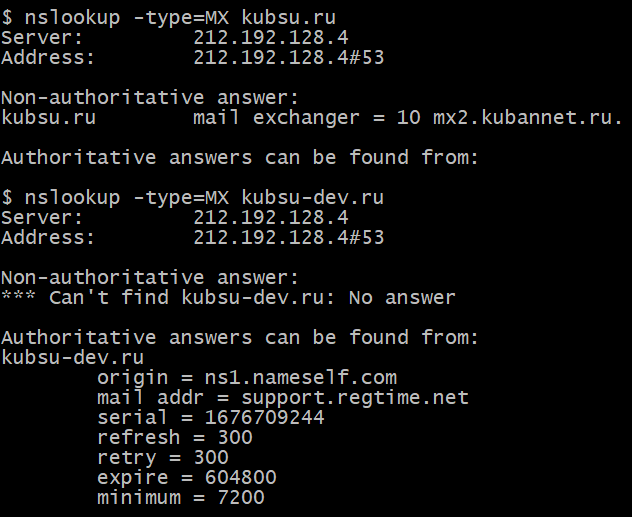 $ nslookup -type=MX kubsu.ru
Server:         212.192.128.4
Address:        212.192.128.4#53

Non-authoritative answer:
kubsu.ru        mail exchanger = 10 mx2.kubannet.ru.

Authoritative answers can be found from:

$ nslookup -type=MX kubsu-dev.ru
Server:         212.192.128.4
Address:        212.192.128.4#53

Non-authoritative answer:
*** Can't find kubsu-dev.ru: No answer

Authoritative answers can be found from:
kubsu-dev.ru
        origin = ns1.nameself.com
        mail addr = support.regtime.net
        serial = 1676709244
        refresh = 300
        retry = 300
        expire = 604800
        minimum = 7200